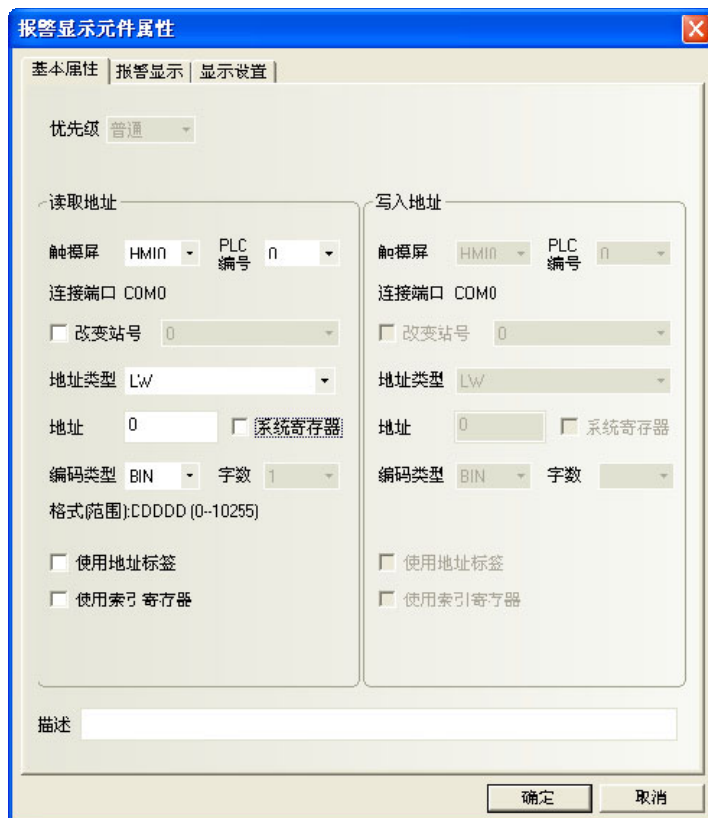 报警显示元件属性
基本属性 报警显示 显示设置
优先级 普通
读取地址
触摸屏 HMI0 PLC编号 0
连接端口 COM0
改变站号 0
地址类型 LW
地址 0 系统寄存器
编码类型 BIN 字数 1
格式(范围):CDDDD (0--10255)
使用地址标签
使用索引寄存器
写入地址
触摸屏 HMI0 PLC编号 0
连接端口 COM0
改变站号 0
地址类型 LW
地址 0 系统寄存器
编码类型 BIN 字数
使用地址标签
使用索引寄存器
描述
确定 取消